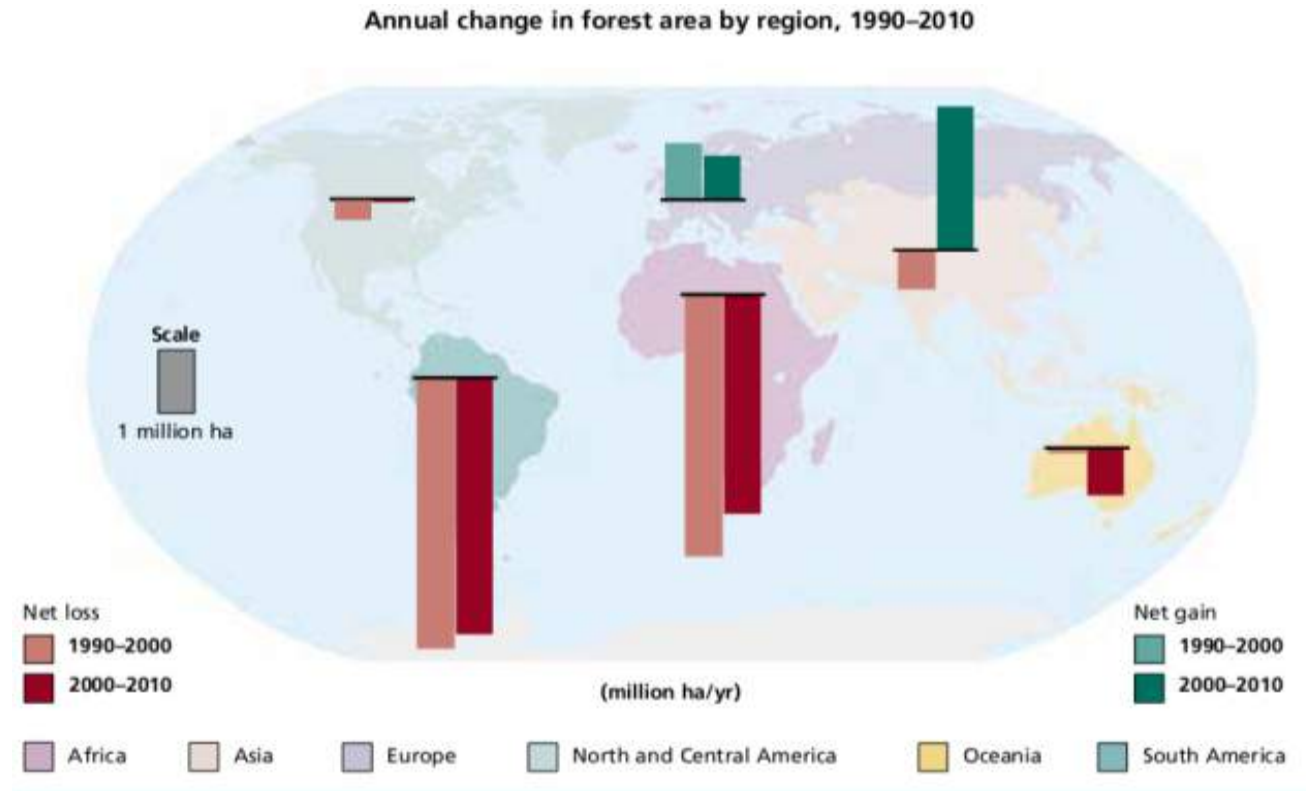 Annual change in forest area by region, 1990–2010
Scale
1 million ha
Net loss
1990–2000
2000–2010
Net gain
1990–2000
2000–2010
(million ha/yr)
Africa
Asia
Europe
North and Central America
Oceania
South America